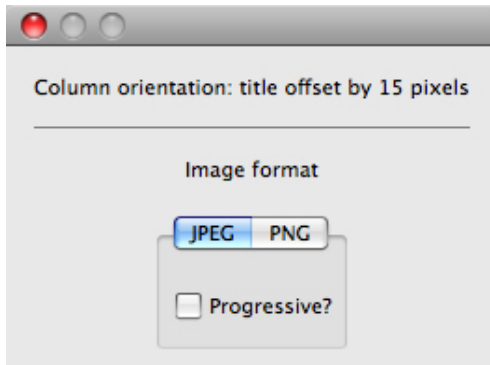 Column orientation: title offset by 15 pixels
Image format
JPEG PNG
Progressive?